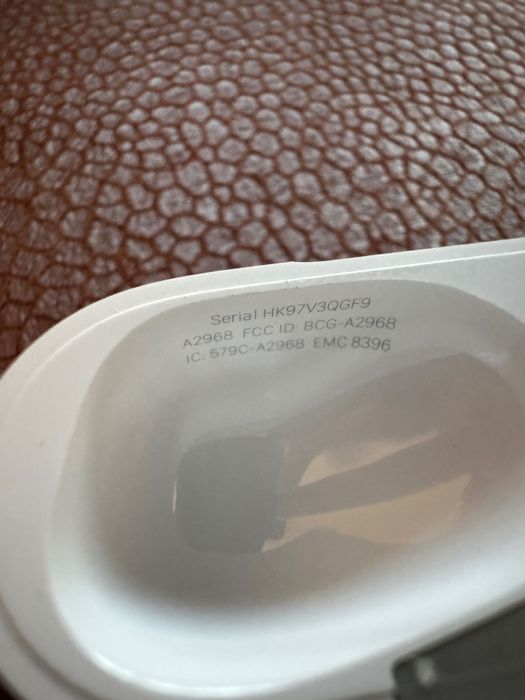 Serial HK97V3QGF9
A2968 FCC ID: BCG-A2968
IC: 579C-A2968 EMC 8396